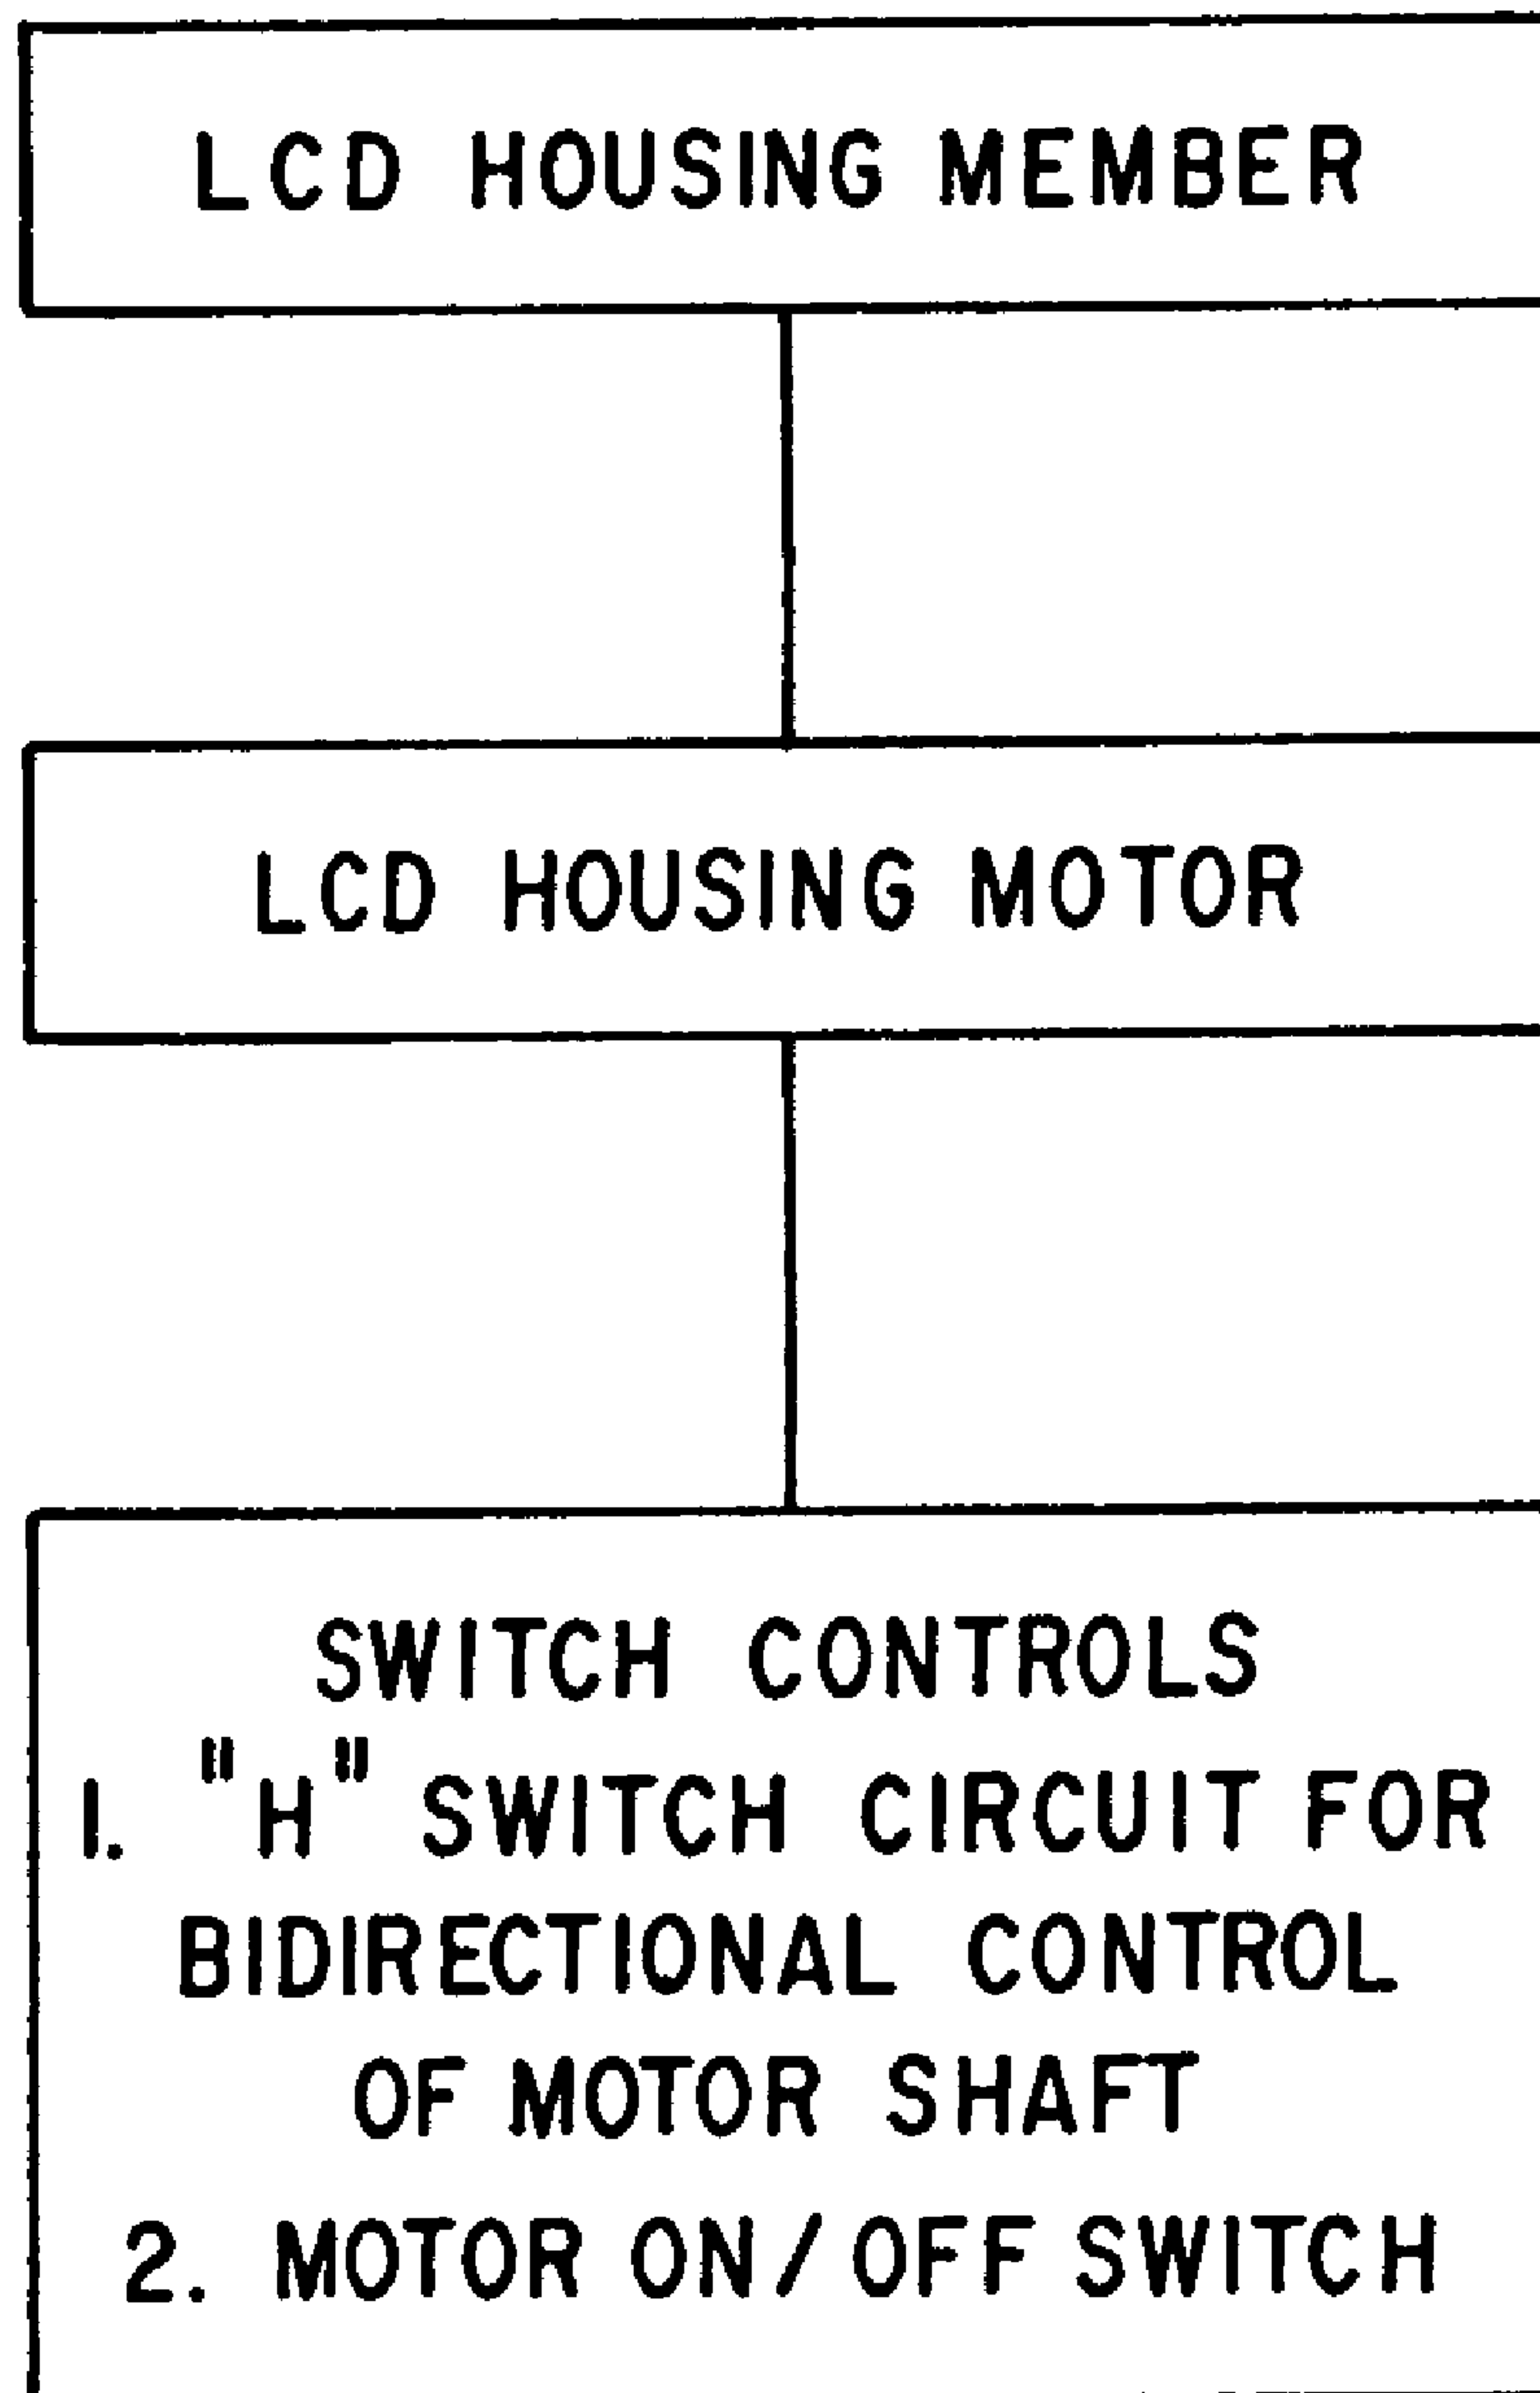 LCD HOUSING MEMBER
LCD HOUSING MOTOR
SWITCH CONTROLS
1. "H" SWITCH CIRCUIT FOR
BIDIRECTIONAL CONTROL
OF MOTOR SHAFT
2. MOTOR ON/OFF SWITCH